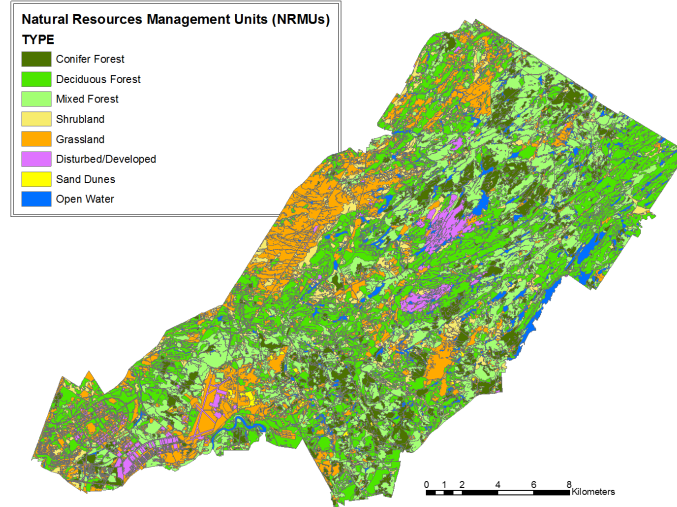 Natural Resources Management Units (NRMUs)
TYPE
Conifer Forest
Deciduous Forest
Mixed Forest
Shrubland
Grassland
Disturbed/Developed
Sand Dunes
Open Water
0 1 2 4 6 8
Kilometers